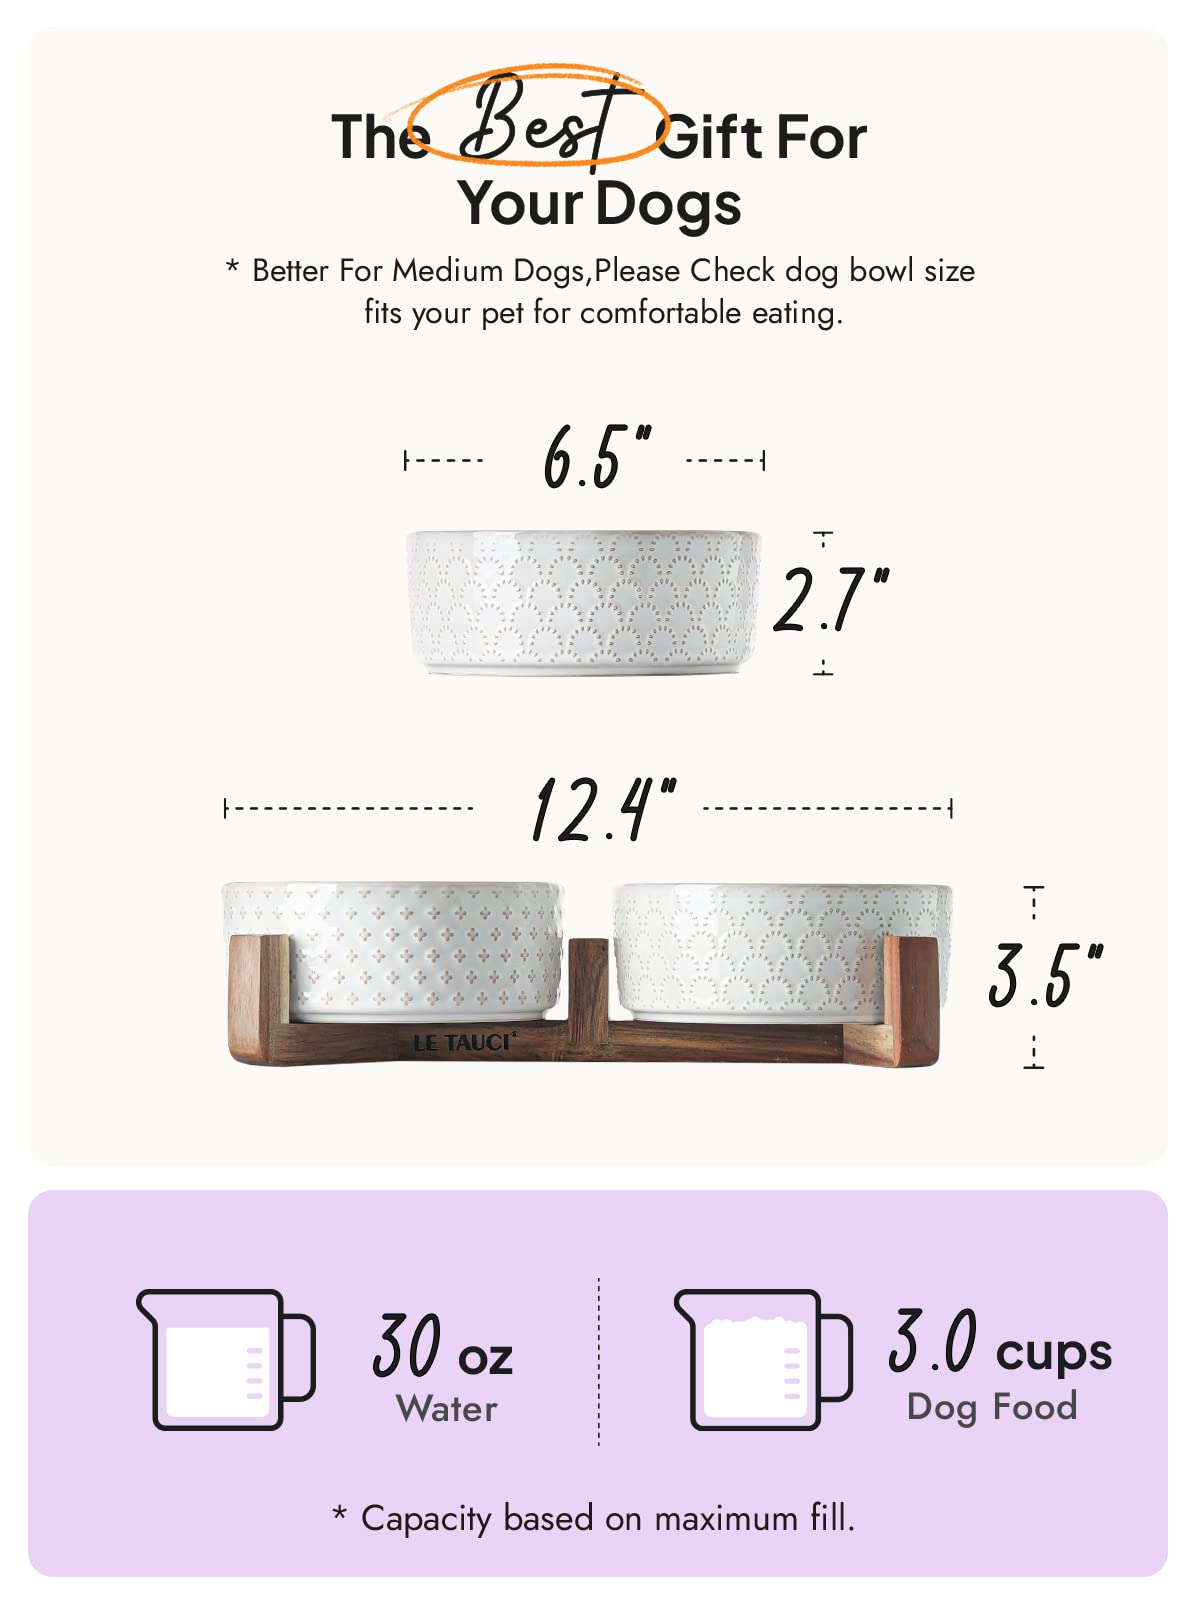 The Best Gift For
Your Dogs
* Better For Medium Dogs,Please Check dog bowl size
fits your pet for comfortable eating.
6.5"
2.7"
12.4"
3.5"
LE TAUCI®
30 oz
Water
3.0 cups
Dog Food
* Capacity based on maximum fill.